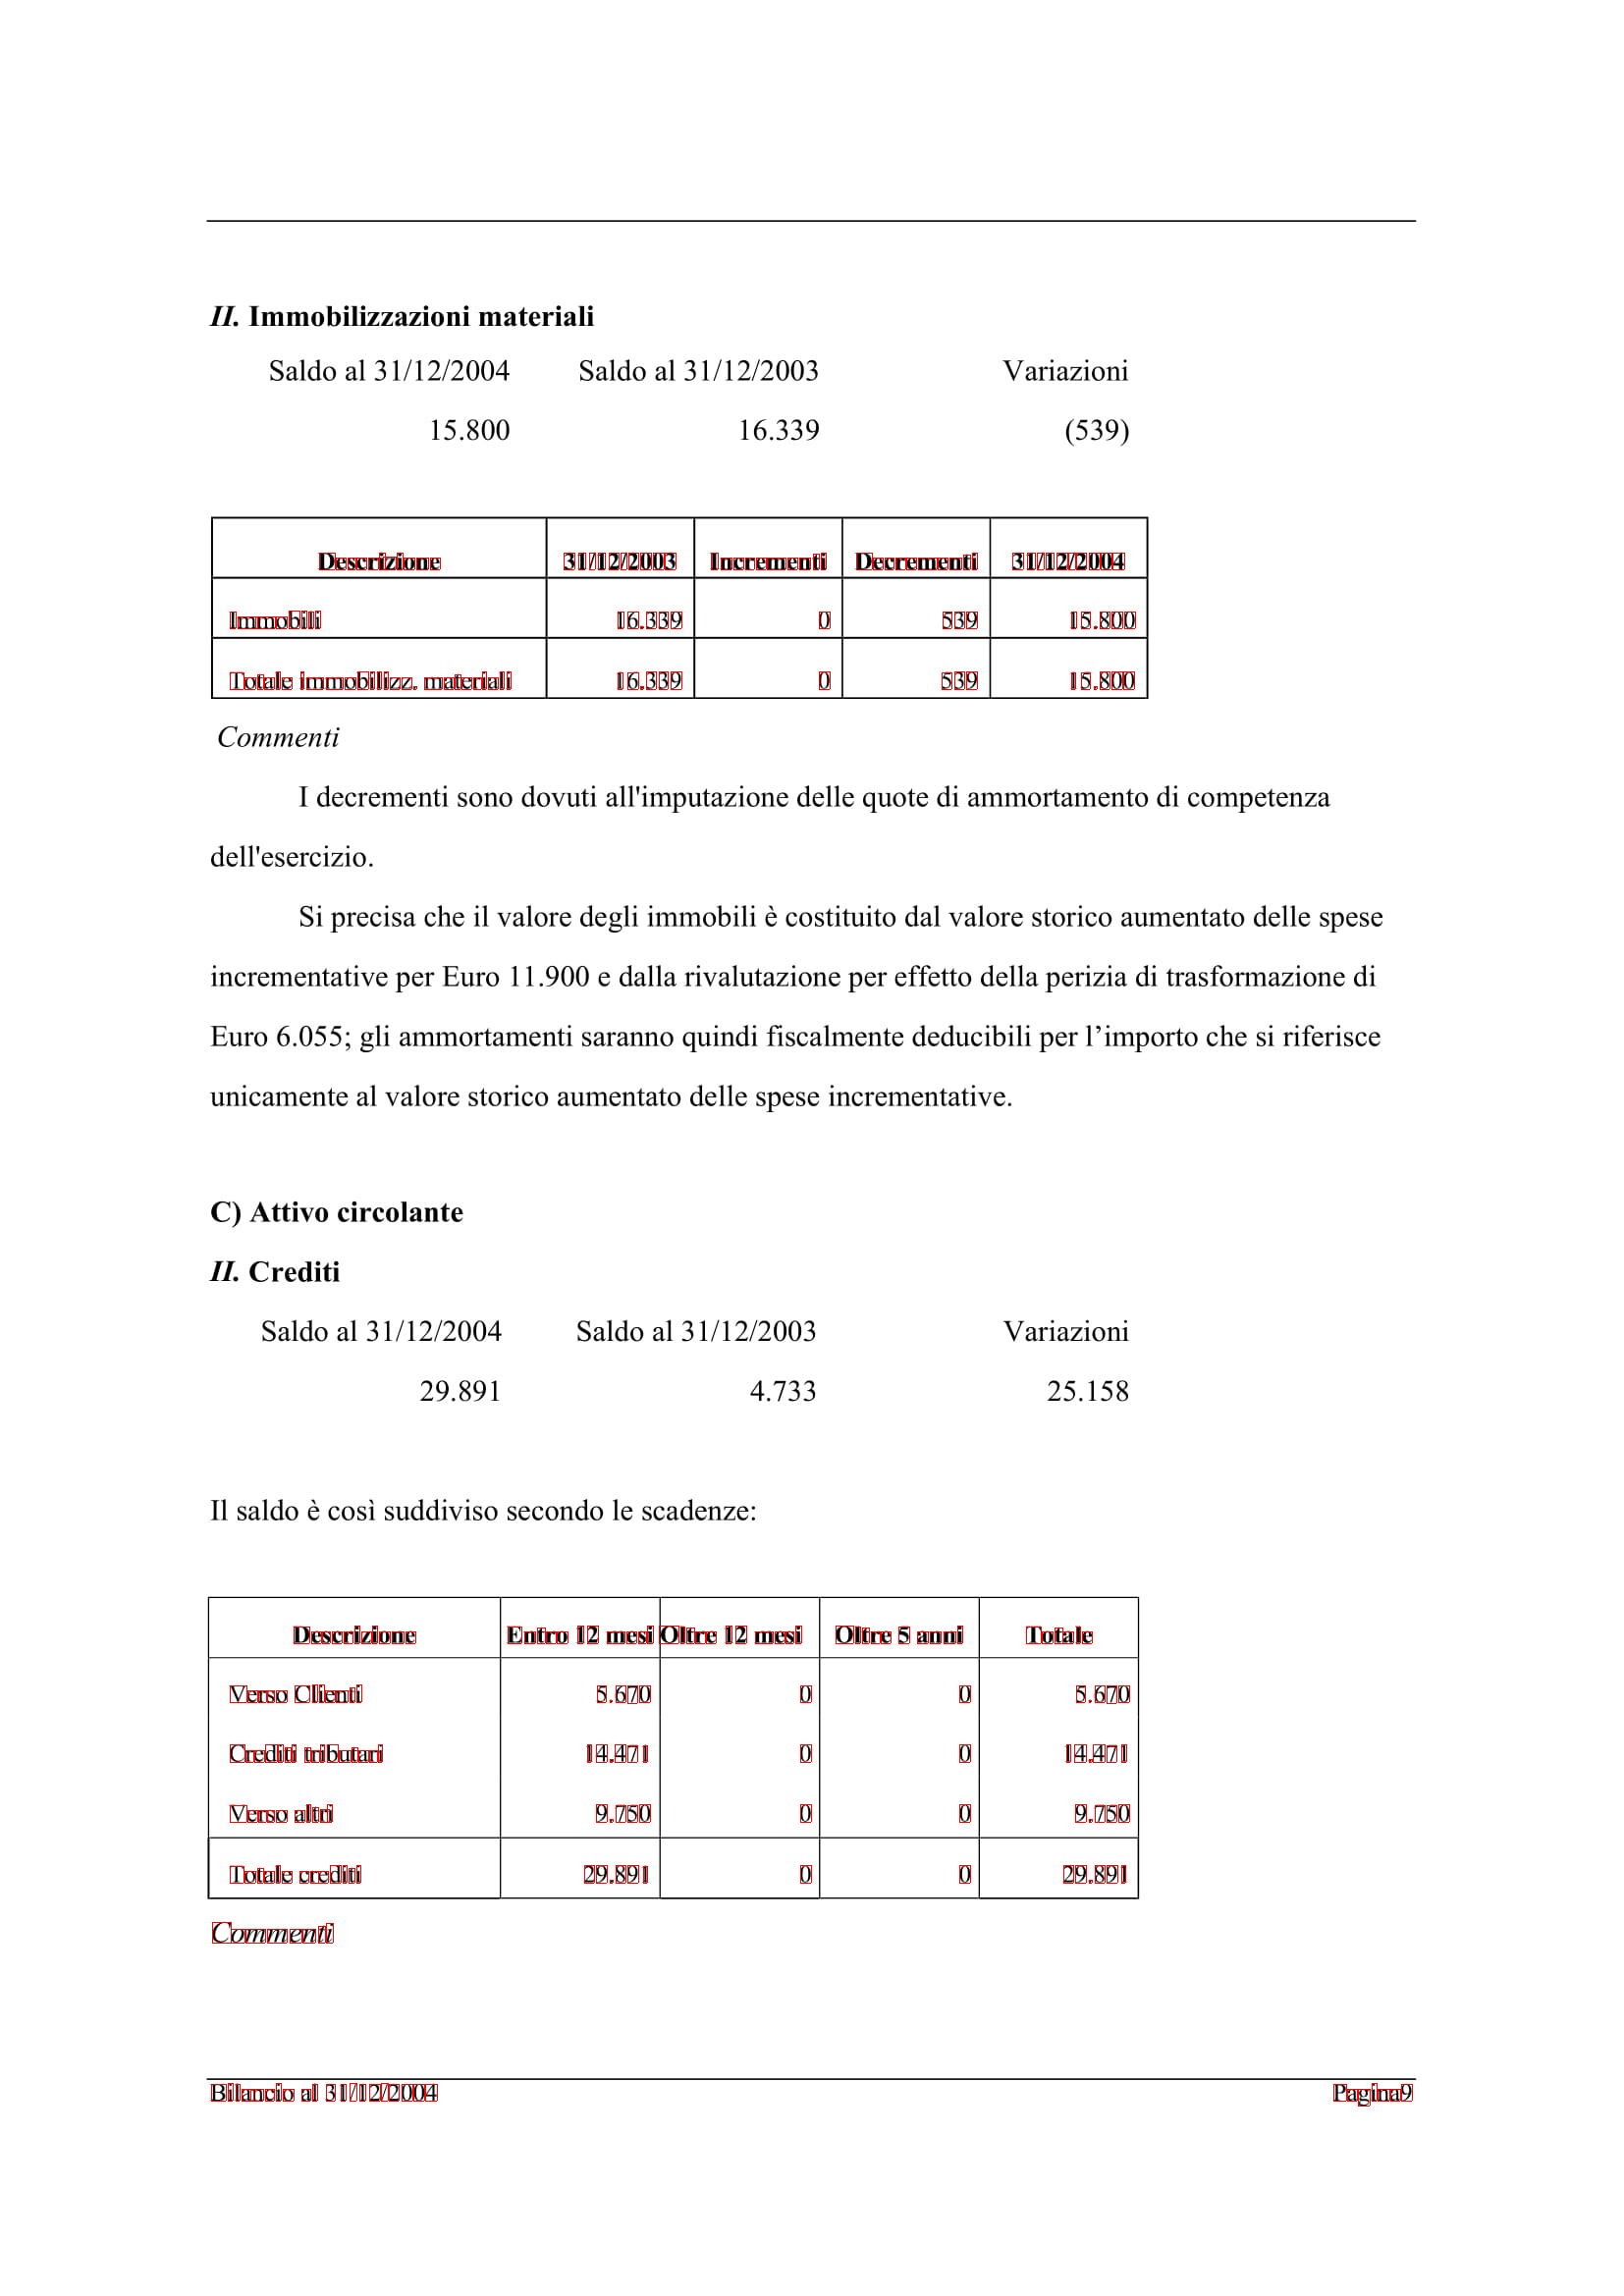 II. Immobilizzazioni materiali
Saldo al 31/12/2004 Saldo al 31/12/2003 Variazioni
15.800 16.339 (539)
Descrizione 31/12/2003 Incrementi Decrementi 31/12/2004
Immobili 16.339 0 539 15.800
Totale immobilizz. materiali 16.339 0 539 15.800
Commenti
I decrementi sono dovuti all'imputazione delle quote di ammortamento di competenza
dell'esercizio.
Si precisa che il valore degli immobili è costituito dal valore storico aumentato delle spese
incrementative per Euro 11.900 e dalla rivalutazione per effetto della perizia di trasformazione di
Euro 6.055; gli ammortamenti saranno quindi fiscalmente deducibili per l’importo che si riferisce
unicamente al valore storico aumentato delle spese incrementative.
C) Attivo circolante
II. Crediti
Saldo al 31/12/2004 Saldo al 31/12/2003 Variazioni
29.891 4.733 25.158
Il saldo è così suddiviso secondo le scadenze:
Descrizione Entro 12 mesi Oltre 12 mesi Oltre 5 anni Totale
Verso Clienti 5.670 0 0 5.670
Crediti tributari 14.471 0 0 14.471
Verso altri 9.750 0 0 9.750
Totale crediti 29.891 0 0 29.891
Commenti
Bilancio al 31/12/2004 Pagina9